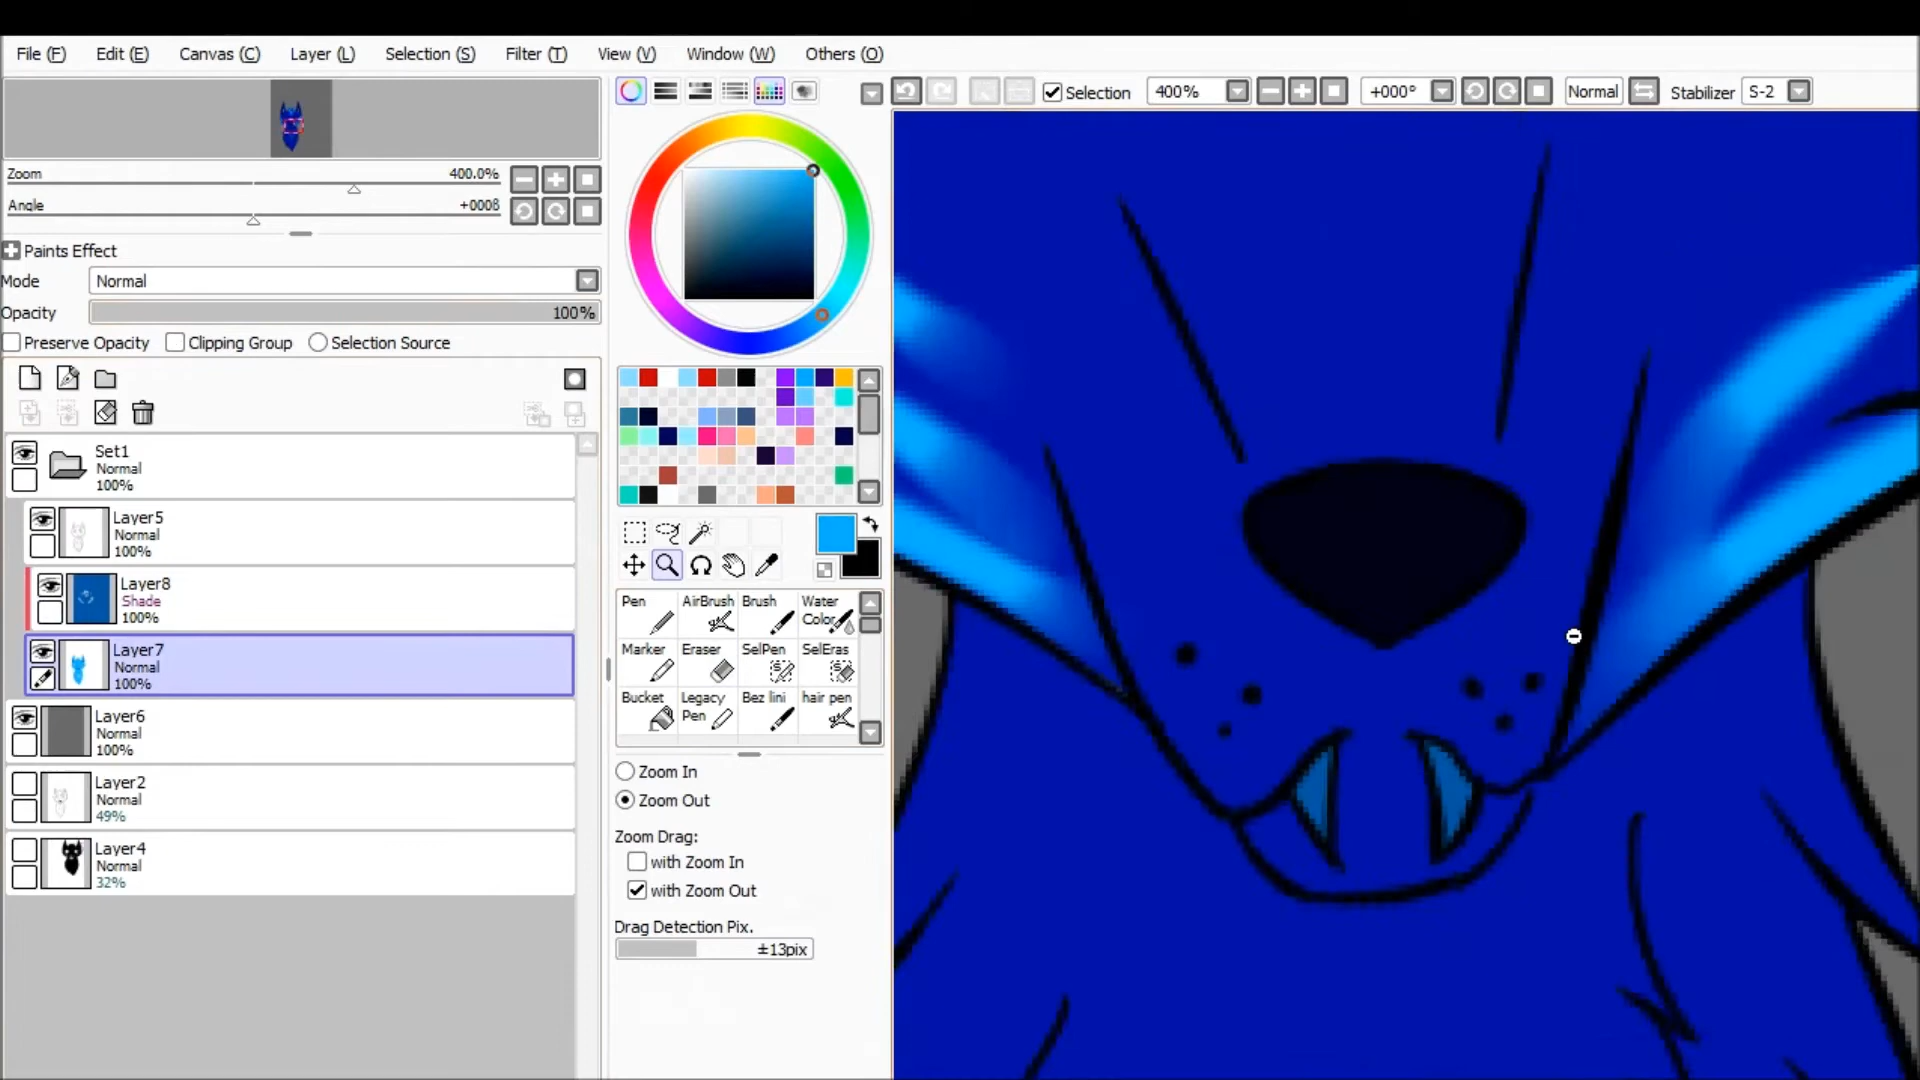 File (F) Edit (E) Canvas (C) Layer (L) Selection (S) Filter (T) View (V) Window (W) Others (O)
Selection 400% +000° Normal Stabilizer S-2
Zoom 400.0%
Angle +0008
Paints Effect
Mode Normal
Opacity 100%
Preserve Opacity Clipping Group Selection Source
Set1
Normal
100%
Layer5
Normal
100%
Layer8
Shade
100%
Layer7
Normal
100%
Layer6
Normal
100%
Layer2
Normal
49%
Layer4
Normal
32%
Pen AirBrush Brush Water
Color
Marker Eraser SelPen SelEras
Bucket Legacy Bez lini hair pen
Pen
Zoom In
Zoom Out
Zoom Drag:
with Zoom In
with Zoom Out
Drag Detection Pix.
±13pix